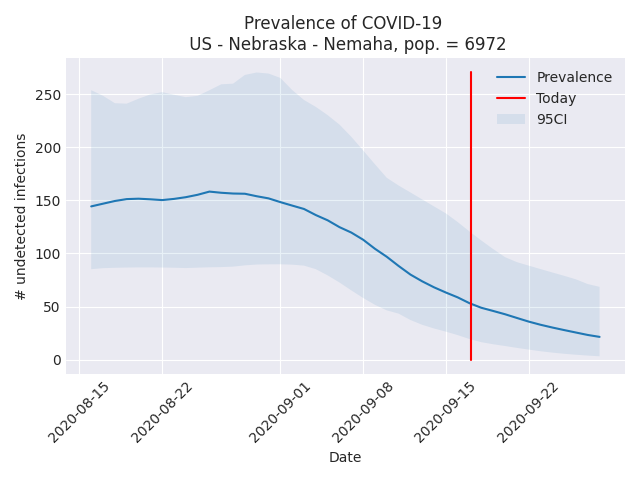 Prevalence of COVID-19
US - Nebraska - Nemaha, pop. = 6972
Prevalence
Today
95CI
# undetected infections
250
200
150
100
50
0
2020-08-15
2020-08-22
2020-09-01
2020-09-08
2020-09-15
2020-09-22
Date